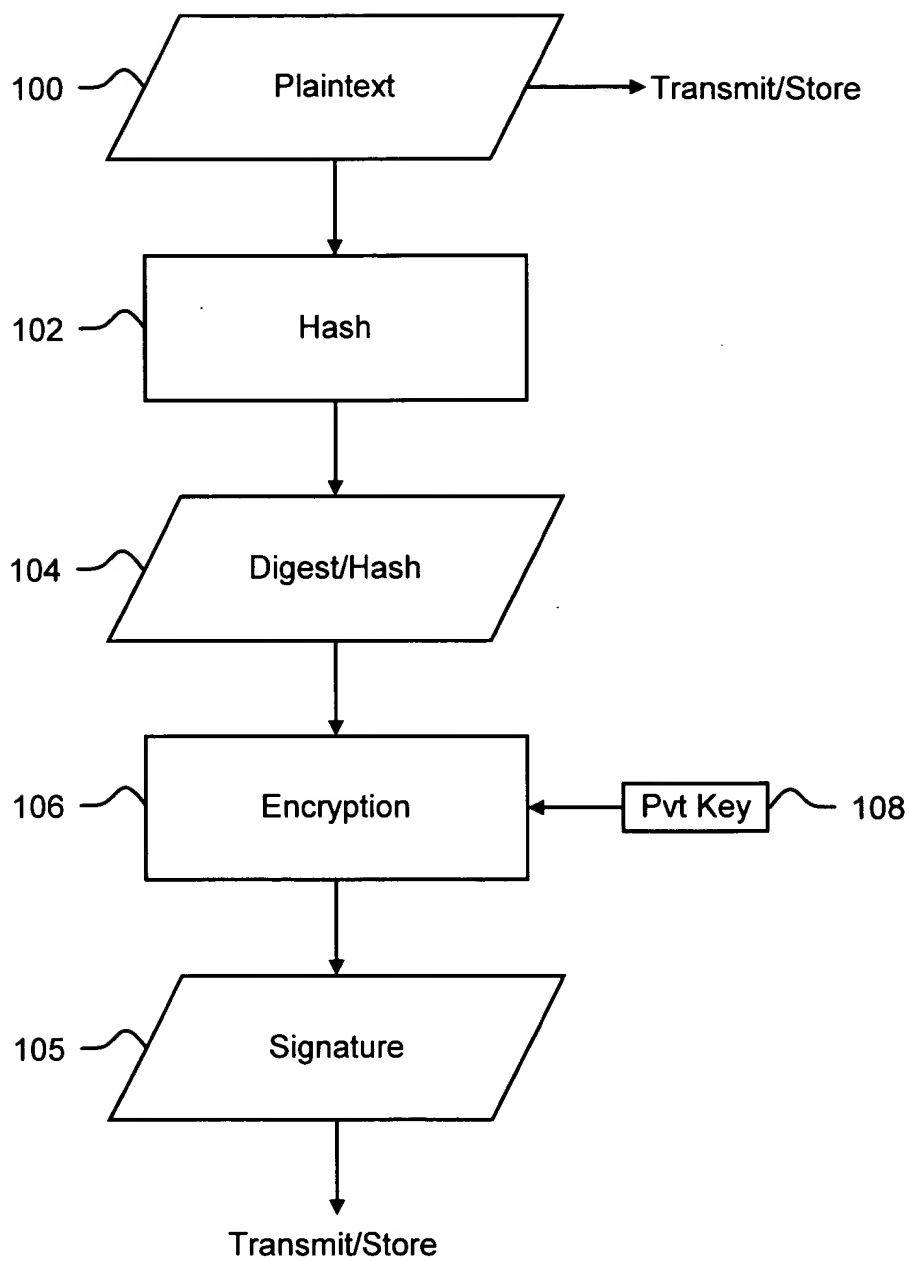 100
Plaintext
Transmit/Store
102
Hash
104
Digest/Hash
106
Encryption
Pvt Key
108
105
Signature
Transmit/Store